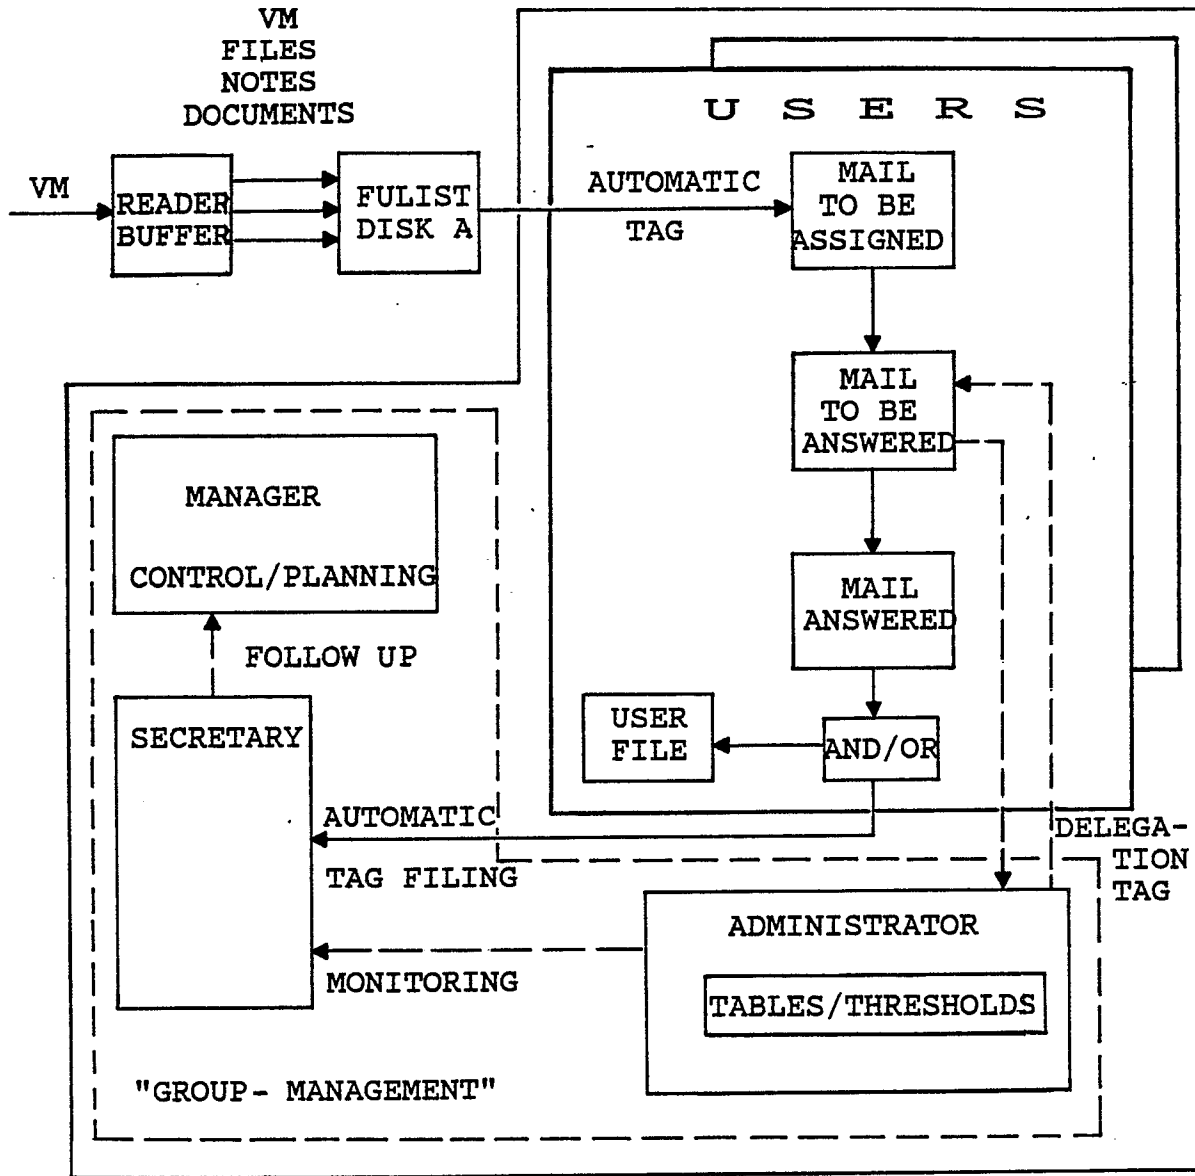 VM
FILES
NOTES
DOCUMENTS
U S E R S
VM
READER
BUFFER
FULIST
DISK A
AUTOMATIC
TAG
MAIL
TO BE
ASSIGNED
MAIL
TO BE
ANSWERED
MANAGER
CONTROL/PLANNING
MAIL
ANSWERED
FOLLOW UP
SECRETARY
USER
FILE
AND/OR
AUTOMATIC
TAG FILING
DELEGA-
TION
TAG
ADMINISTRATOR
MONITORING
TABLES/THRESHOLDS
"GROUP- MANAGEMENT"